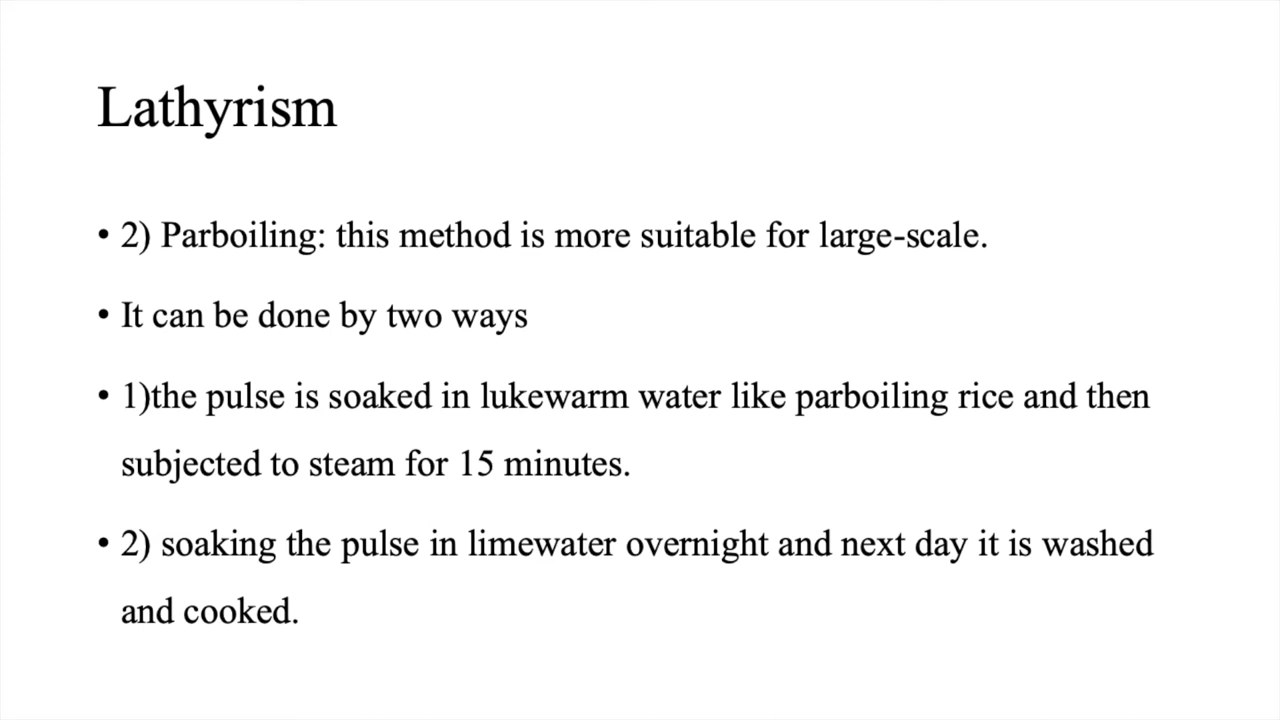 Lathyrism
• 2) Parboiling: this method is more suitable for large-scale.
• It can be done by two ways
• 1)the pulse is soaked in lukewarm water like parboiling rice and then
subjected to steam for 15 minutes.
• 2) soaking the pulse in limewater overnight and next day it is washed
and cooked.